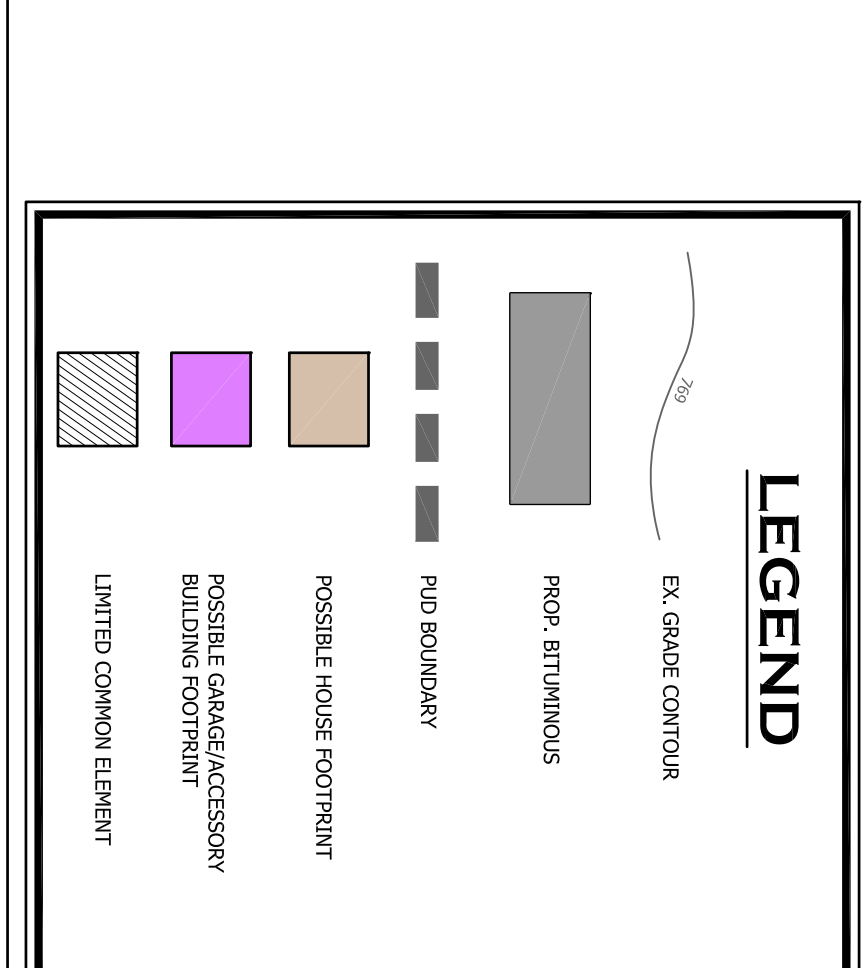 LEGEND
769
EX. GRADE CONTOUR
PROP. BITUMINOUS
PUD BOUNDARY
POSSIBLE HOUSE FOOTPRINT
POSSIBLE GARAGE/ACCESSORY
BUILDING FOOTPRINT
LIMITED COMMON ELEMENT